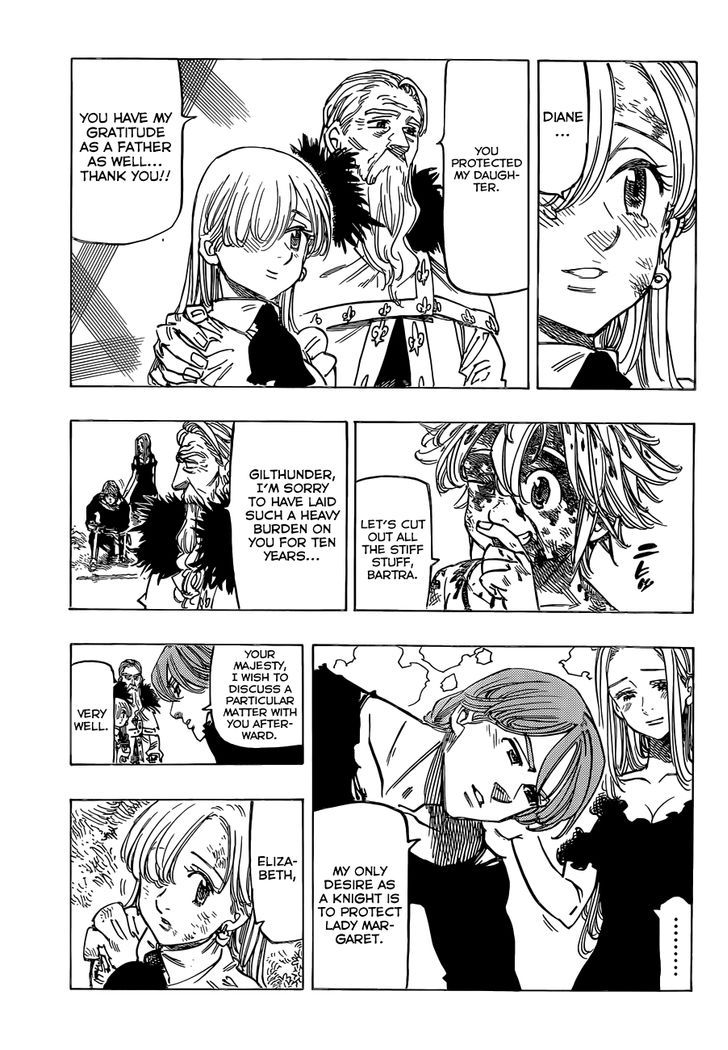 DIANE
...
YOU
PROTECTED
MY DAUGH-
TER.
YOU HAVE MY
GRATITUDE
AS A FATHER
AS WELL...
THANK YOU!!
LET'S CUT
OUT ALL
THE STIFF
STUFF,
BARTRA.
GILTHUNDER,
I'M SORRY
TO HAVE LAID
SUCH A HEAVY
BURDEN ON
YOU FOR TEN
YEARS...
........
MY ONLY
DESIRE AS
A KNIGHT IS
TO PROTECT
LADY MAR-
GARET.
YOUR
MAJESTY,
I WISH TO
DISCUSS A
PARTICULAR
MATTER WITH
YOU AFTER-
WARD.
VERY
WELL.
ELIZA-
BETH,